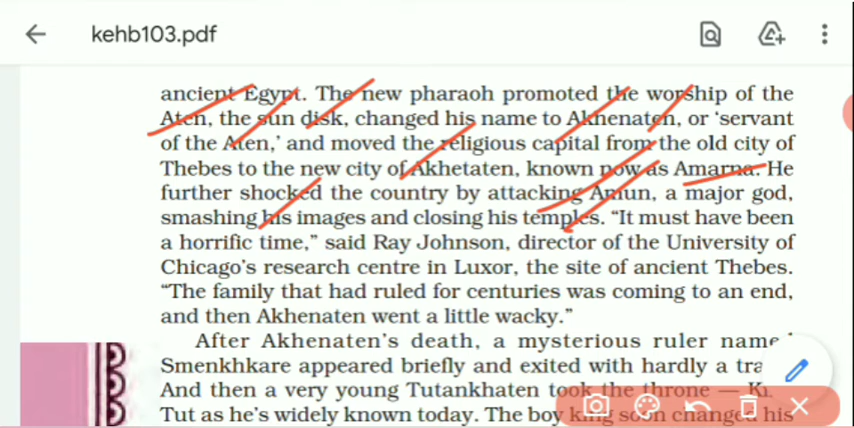 kehb103.pdf
ancient Egypt. The new pharaoh promoted the worship of the
Aten, the sun disk, changed his name to Akhenaten, or ‘servant
of the Aten,’ and moved the religious capital from the old city of
Thebes to the new city of Akhetaten, known now as Amarna. He
further shocked the country by attacking Amun, a major god,
smashing his images and closing his temples. “It must have been
a horrific time,” said Ray Johnson, director of the University of
Chicago’s research centre in Luxor, the site of ancient Thebes.
“The family that had ruled for centuries was coming to an end,
and then Akhenaten went a little wacky.”
After Akhenaten’s death, a mysterious ruler
Smenkhkare appeared briefly and exited with hardly a
And then a very young Tutankhaten took the throne —
Tut as he’s widely known today. The boy king soon changed his